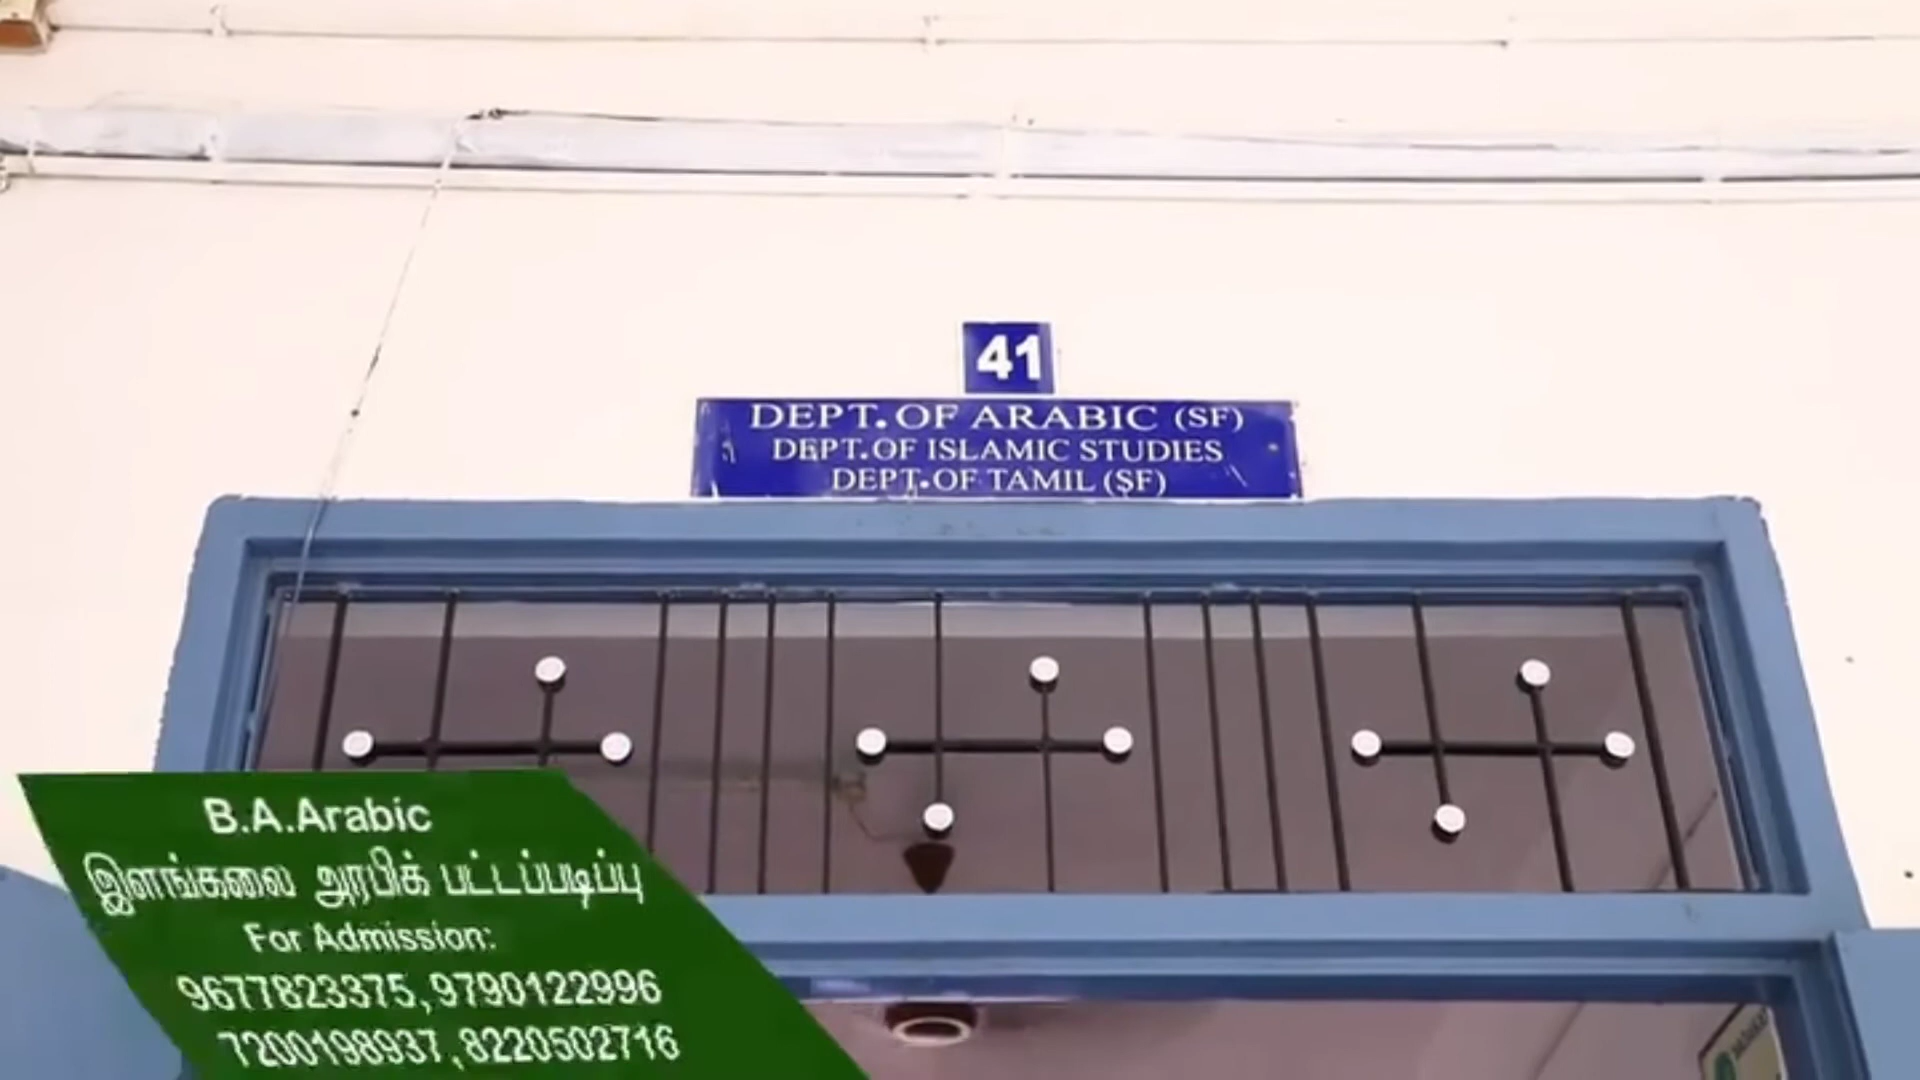 41
DEPT. OF ARABIC (SF)
DEPT. OF ISLAMIC STUDIES
DEPT. OF TAMIL (SF)
B.A.Arabic
இளங்கலை அரபிக் பட்டப்படிப்பு
For Admission:
9677823375,9790122996
7200198937,8220502716